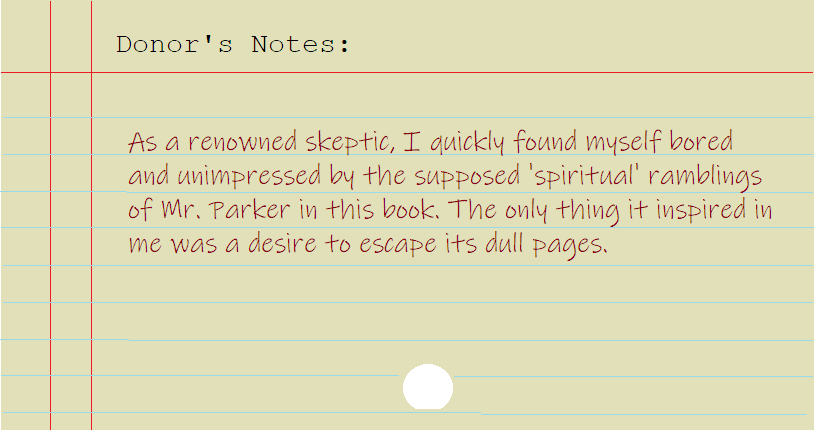 Donor's Notes:
As a renowned skeptic, I quickly found myself bored
and unimpressed by the supposed 'spiritual' ramblings
of Mr. Parker in this book. The only thing it inspired in
me was a desire to escape its dull pages.